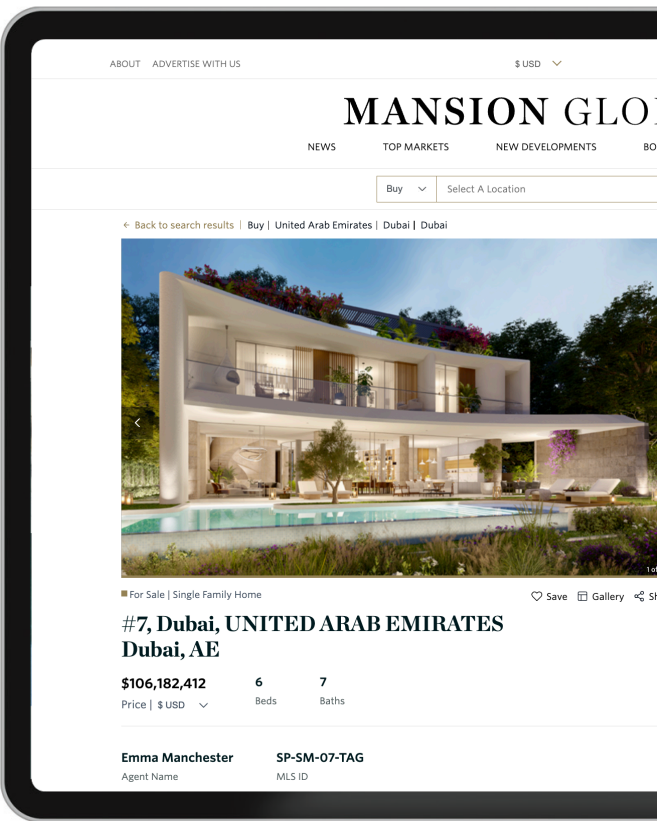 ABOUT ADVERTISE WITH US $ USD
MANSION GLO
NEWS TOP MARKETS NEW DEVELOPMENTS BO
Buy Select A Location
← Back to search results | Buy | United Arab Emirates | Dubai | Dubai
1 of
For Sale | Single Family Home Save Gallery Sh
#7, Dubai, UNITED ARAB EMIRATES
Dubai, AE
$106,182,412 6 7
Price | $ USD Beds Baths
Emma Manchester SP-SM-07-TAG
Agent Name MLS ID